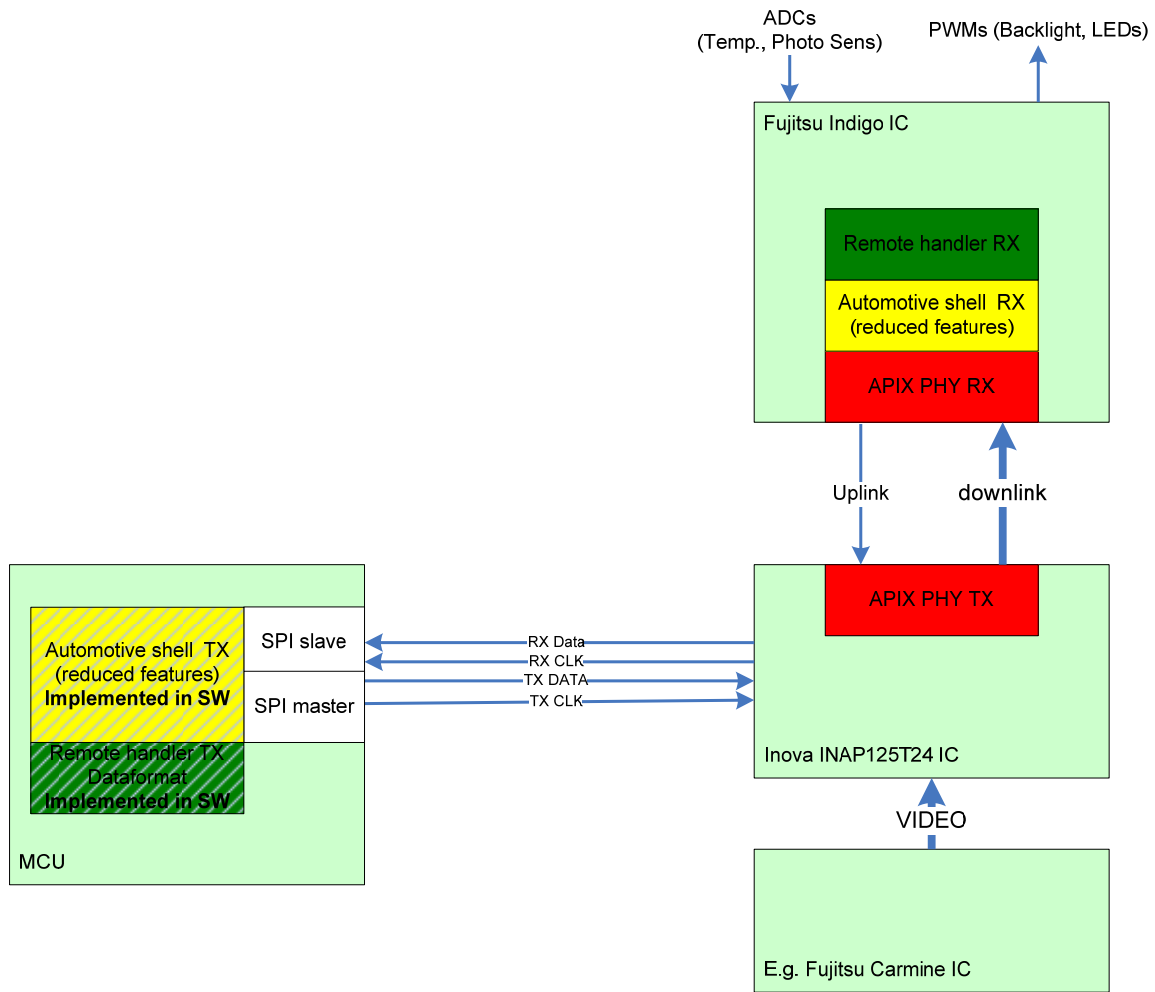 ADCs
(Temp., Photo Sens)
PWMs (Backlight, LEDs)
Fujitsu Indigo IC
Remote handler RX
Automotive shell  RX
(reduced features)
APIX PHY RX
Uplink
downlink
APIX PHY TX
Inova INAP125T24 IC
Automotive shell  TX
(reduced features)
Implemented in SW
SPI slave
SPI master
Remote handler TX
Dataformat
Implemented in SW
MCU
RX Data
RX CLK
TX DATA
TX CLK
VIDEO
E.g. Fujitsu Carmine IC